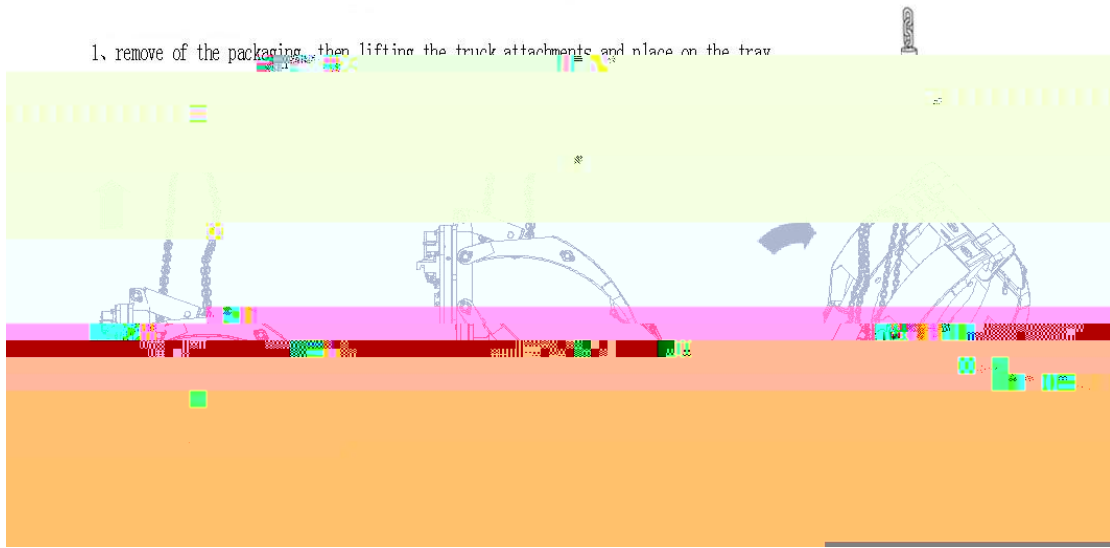 1、remove of the packaging, then lifting the truck attachments and place on the tray